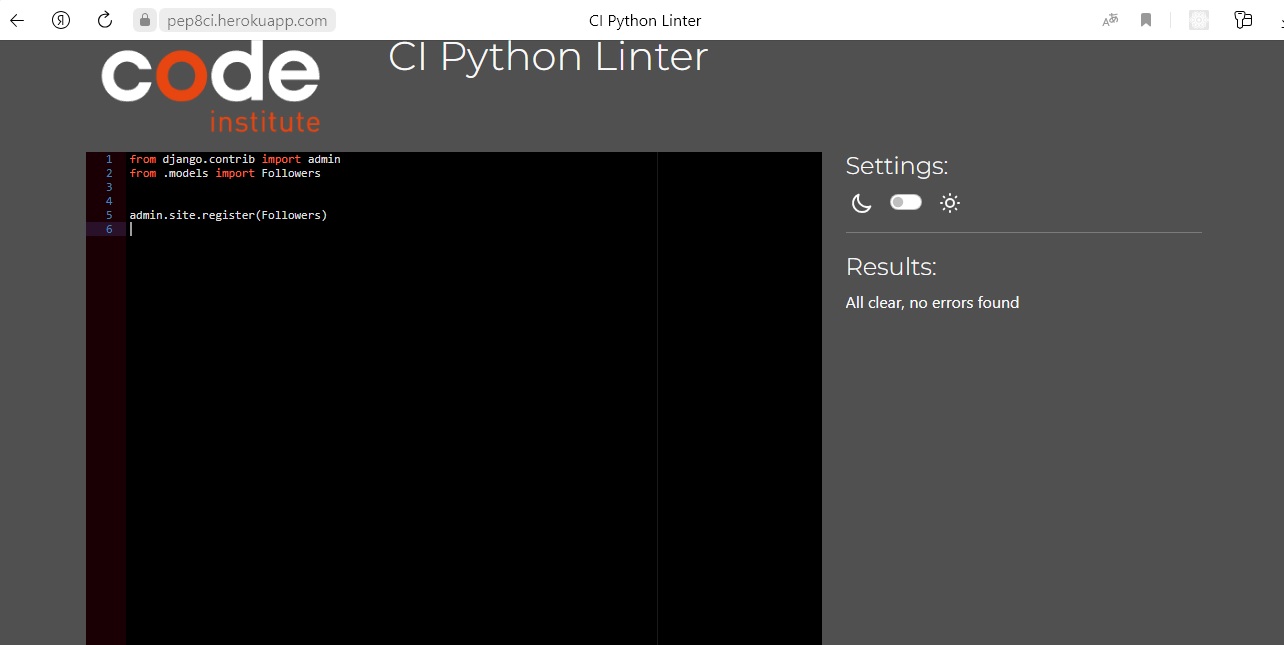 pep8ci.herokuapp.com
CI Python Linter
code
institute
CI Python Linter
1 from django.contrib import admin
2 from .models import Followers
3
4
5 admin.site.register(Followers)
6
Settings:
Results:
All clear, no errors found